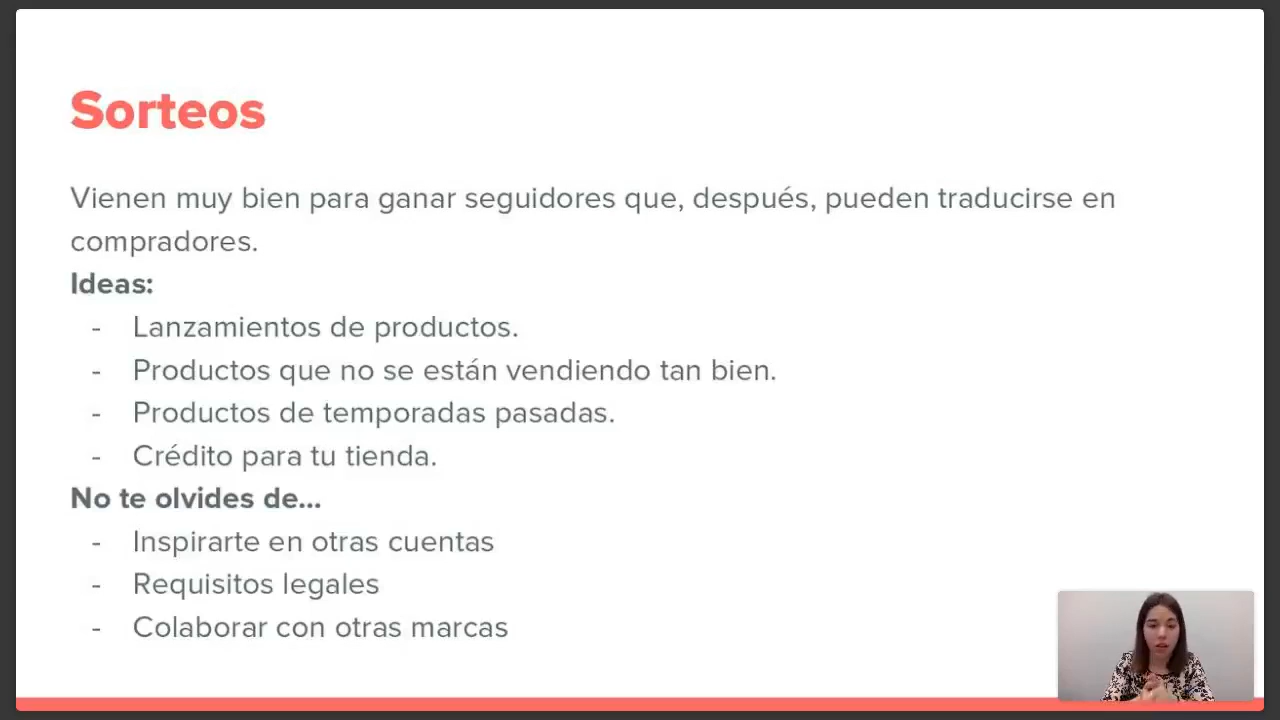 Sorteos
Vienen muy bien para ganar seguidores que, después, pueden traducirse en
compradores.
Ideas:
- Lanzamientos de productos.
- Productos que no se están vendiendo tan bien.
- Productos de temporadas pasadas.
- Crédito para tu tienda.
No te olvides de...
- Inspirarte en otras cuentas
- Requisitos legales
- Colaborar con otras marcas